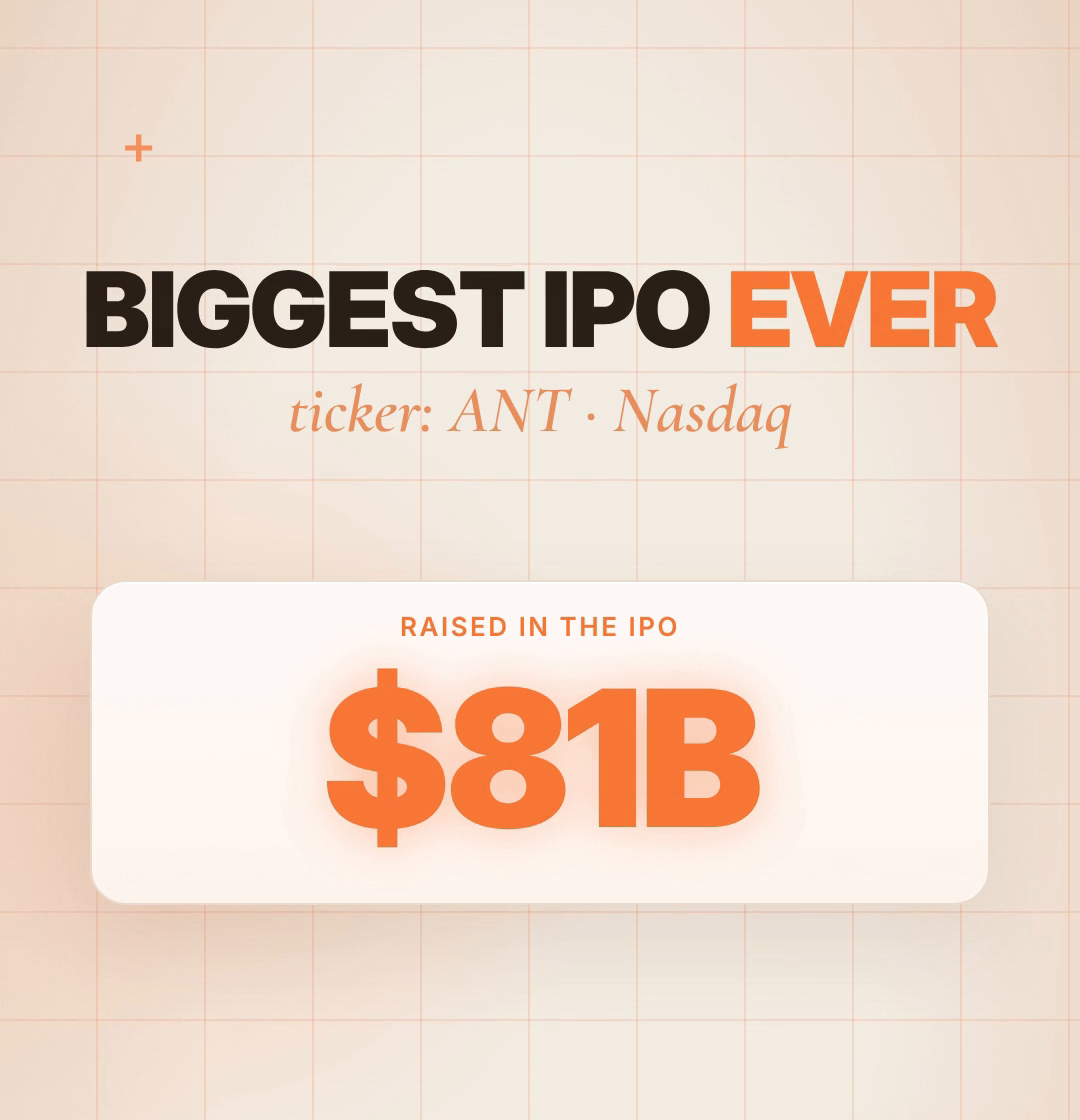 BIGGEST IPO EVER
ticker: ANT · Nasdaq
RAISED IN THE IPO
$81B